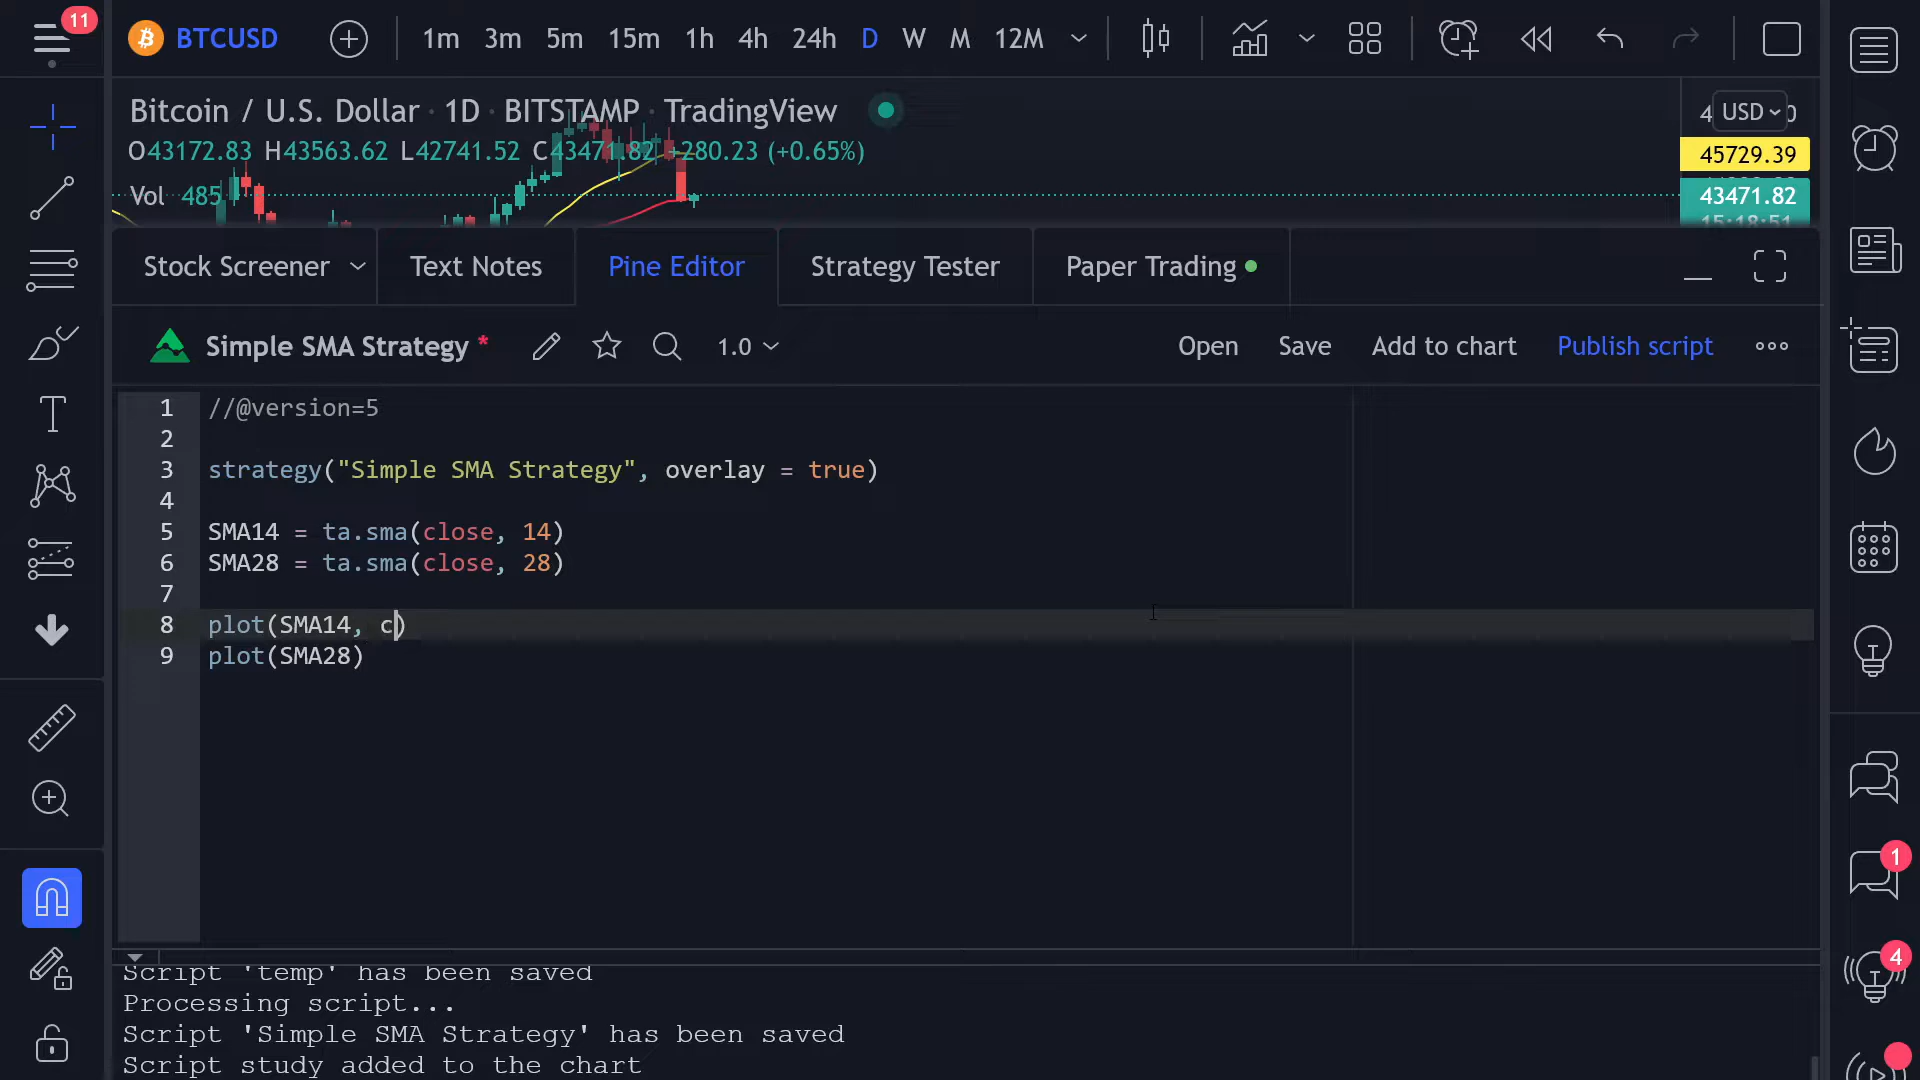 11
BTCUSD 1m 3m 5m 15m 1h 4h 24h D W M 12M
Bitcoin / U.S. Dollar · 1D · BITSTAMP · TradingView
USD
O43172.83 H43563.62 L42741.52 C43471.82 +280.23 (+0.65%)
45729.39
Vol 485
43471.82
15:18:51
Stock Screener Text Notes Pine Editor Strategy Tester Paper Trading
Simple SMA Strategy * 1.0 Open Save Add to chart Publish script
1 //@version=5
2
3 strategy("Simple SMA Strategy", overlay = true)
4
5 SMA14 = ta.sma(close, 14)
6 SMA28 = ta.sma(close, 28)
7
8 plot(SMA14, c)
9 plot(SMA28)
1
4
Script 'temp' has been saved
Processing script...
Script 'Simple SMA Strategy' has been saved
Script study added to the chart